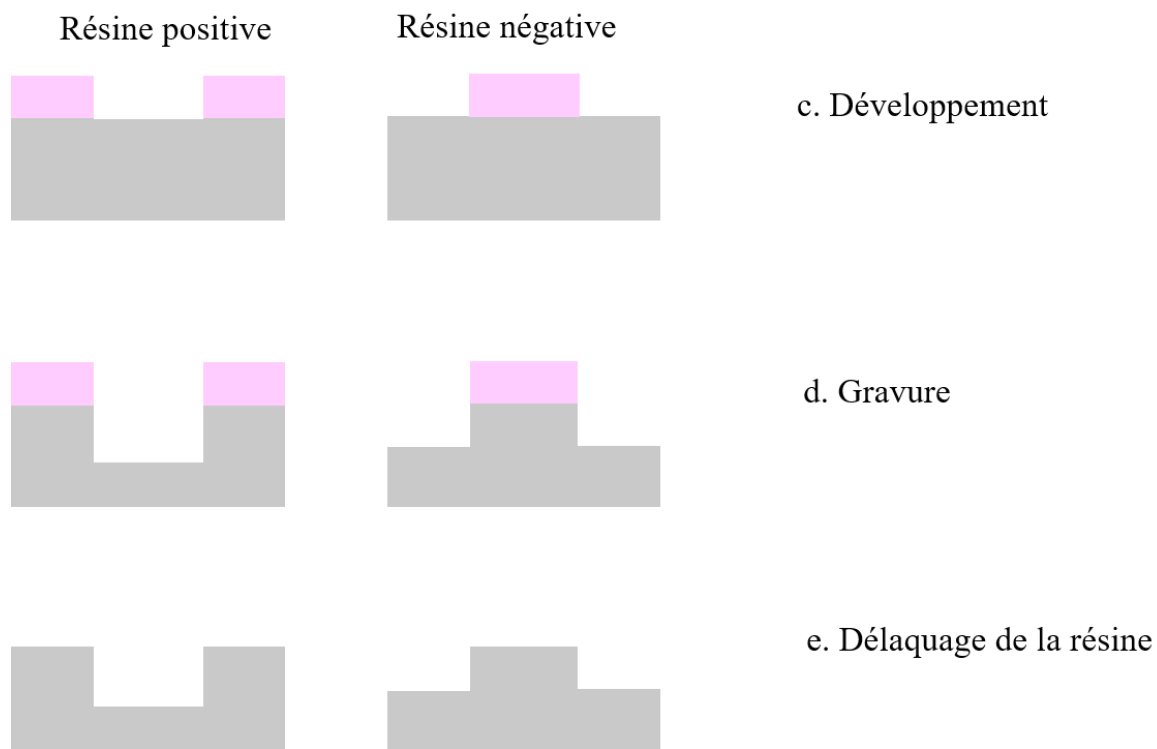 Résine positive
Résine négative
c. Développement
d. Gravure
e. Délaquage de la résine